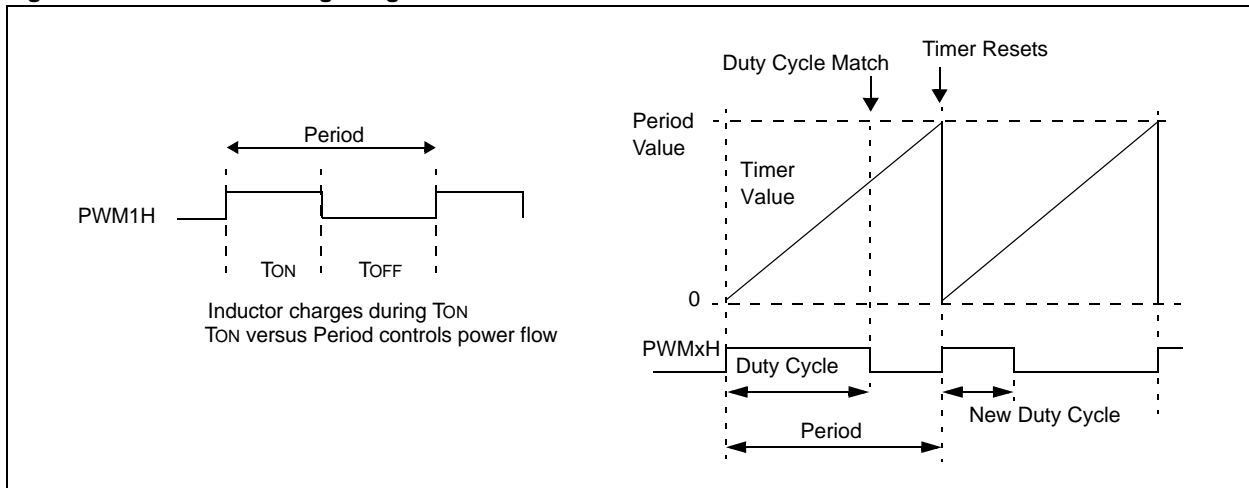 Period
PWM1H
TON
TOFF
Inductor charges during TON
TON versus Period controls power flow
Duty Cycle Match
Timer Resets
Period
Value
Timer
Value
0
PWMxH
Duty Cycle
New Duty Cycle
Period